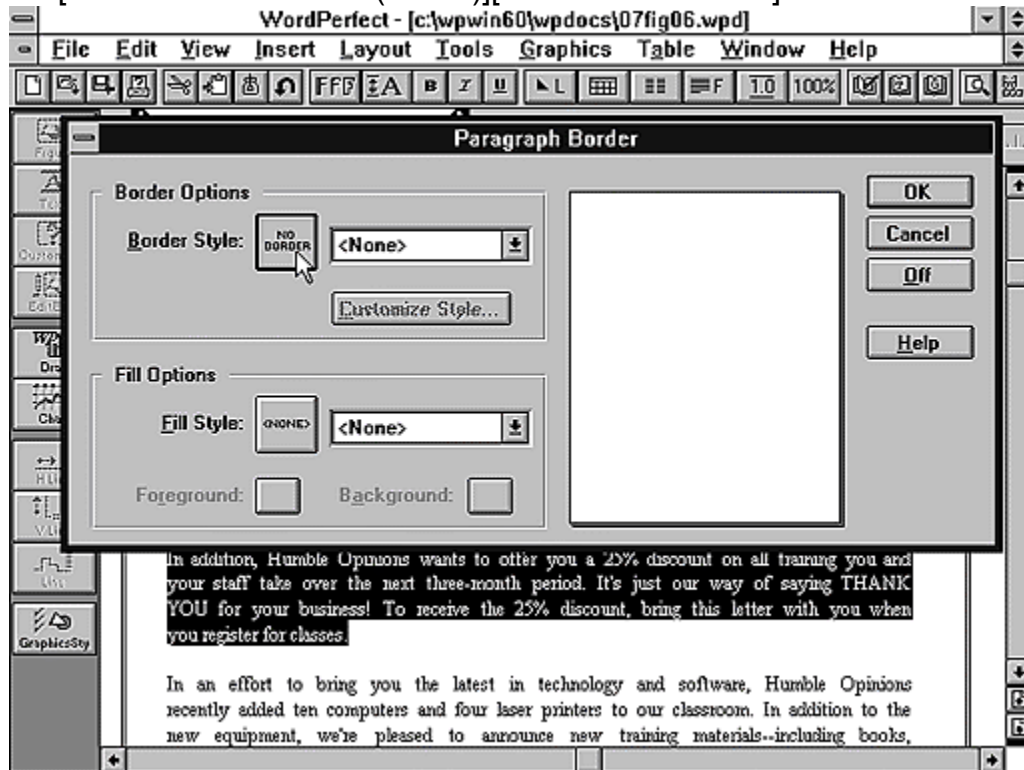 WordPerfect - [c:\wpwin60\wpdocs\07fig06.wpd]
File Edit View Insert Layout Tools Graphics Table Window Help
FFF A B I U L F 1.0 100%
Paragraph Border
Border Options
Border Style: NO BORDER <None>
Customize Style...
Fill Options
Fill Style: <NONE> <None>
Foreground: Background:
OK
Cancel
Off
Help
GraphicsSty
In addition, Humble Opinions wants to offer you a 25% discount on all training you and
your staff take over the next three-month period. It's just our way of saying THANK
YOU for your business! To receive the 25% discount, bring this letter with you when
you register for classes.
In an effort to bring you the latest in technology and software, Humble Opinions
recently added ten computers and four laser printers to our classroom. In addition to the
new equipment, we're pleased to announce new training materials--including books,